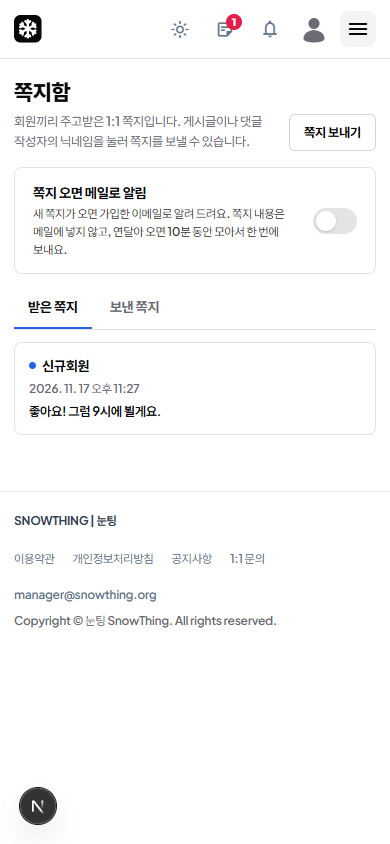 1
쪽지함
회원끼리 주고받은 1:1 쪽지입니다. 게시글이나 댓글
작성자의 닉네임을 눌러 쪽지를 보낼 수 있습니다.
쪽지 보내기
쪽지 오면 메일로 알림
새 쪽지가 오면 가입한 이메일로 알려 드려요. 쪽지 내용은
메일에 넣지 않고, 연달아 오면 10분 동안 모아서 한 번에
보내요.
받은 쪽지 보낸 쪽지
신규회원
2026. 11. 17 오후 11:27
좋아요! 그럼 9시에 뵐게요.
SNOWTHING | 눈팅
이용약관 개인정보처리방침 공지사항 1:1 문의
manager@snowthing.org
Copyright © 눈팅 SnowThing. All rights reserved.
N